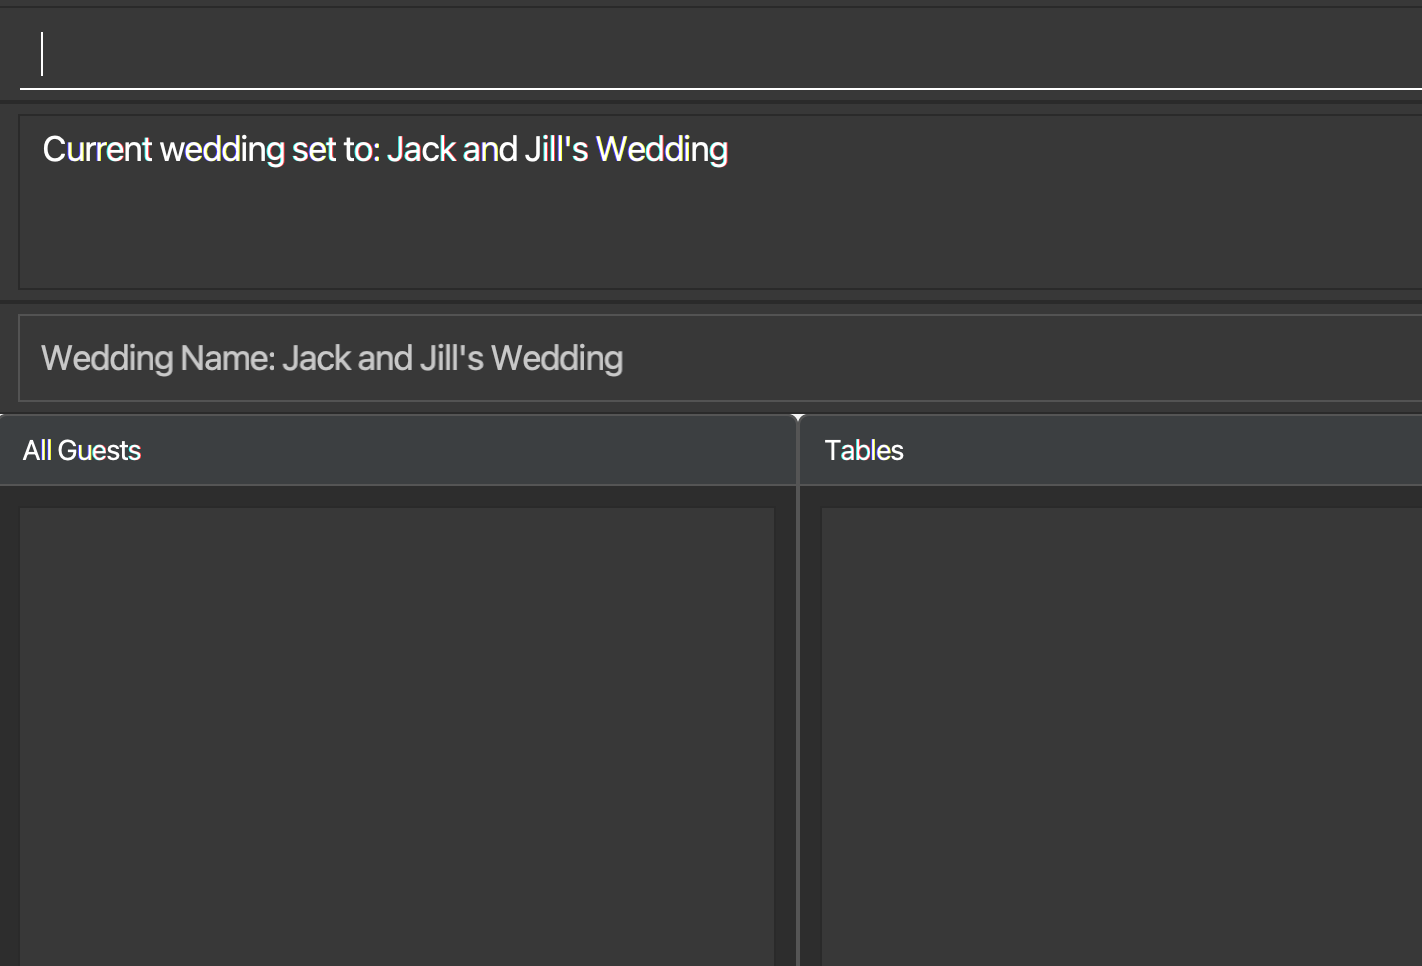 Current wedding set to: Jack and Jill's Wedding
Wedding Name: Jack and Jill's Wedding
All Guests
Tables